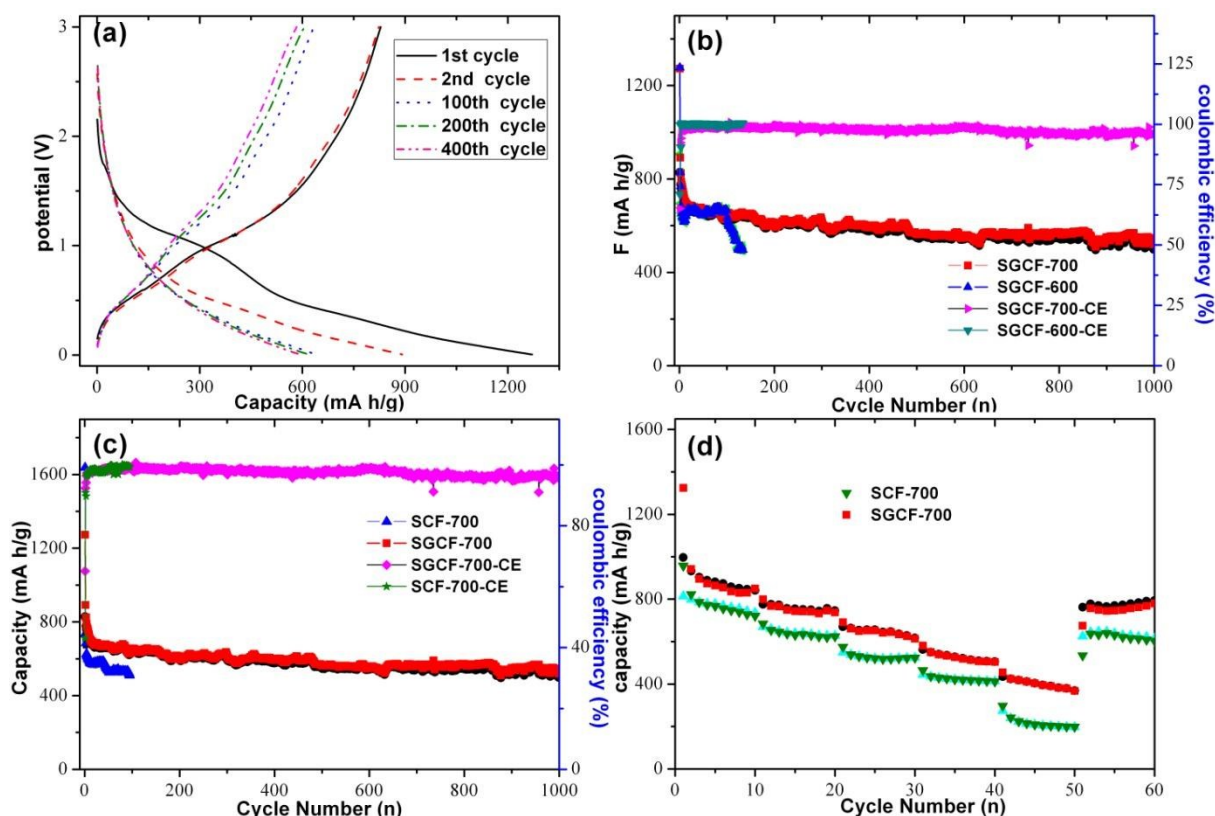 (a)
3
2
1
0
potential (V)
1st cycle
2nd cycle
100th cycle
200th cycle
400th cycle
0 300 600 900 1200
Capacity (mA h/g)
(b)
1200
800
400
0
F (mA h/g)
125
100
75
50
25
0
coulombic efficiency (%)
SGCF-700
SGCF-600
SGCF-700-CE
SGCF-600-CE
0 200 400 600 800 1000
Cycle Number (n)
(c)
1600
1200
800
400
0
Capacity (mA h/g)
80
40
0
coulombic efficiency (%)
SCF-700
SGCF-700
SGCF-700-CE
SCF-700-CE
0 200 400 600 800 1000
Cycle Number (n)
(d)
1600
1200
800
400
0
capacity (mA h/g)
SCF-700
SGCF-700
0 10 20 30 40 50 60
Cycle Number (n)